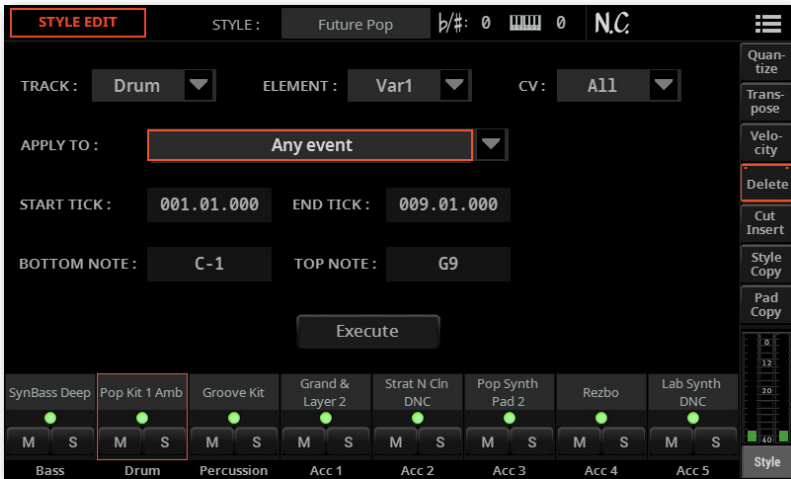 STYLE EDIT STYLE : Future Pop ♭/♯: 0 0 N.C.
TRACK : Drum ELEMENT : Var1 CV : All
APPLY TO : Any event
START TICK : 001.01.000 END TICK : 009.01.000
BOTTOM NOTE : C-1 TOP NOTE : G9
Execute
Quan-
tize
Trans-
pose
Velo-
city
Delete
Cut
Insert
Style
Copy
Pad
Copy
0
12
20
40
Style
SynBass Deep Pop Kit 1 Amb Groove Kit Grand &
Layer 2 Strat N Cln
DNC Pop Synth
Pad 2 Rezbo Lab Synth
DNC
M S M S M S M S M S M S M S M S
Bass Drum Percussion Acc 1 Acc 2 Acc 3 Acc 4 Acc 5